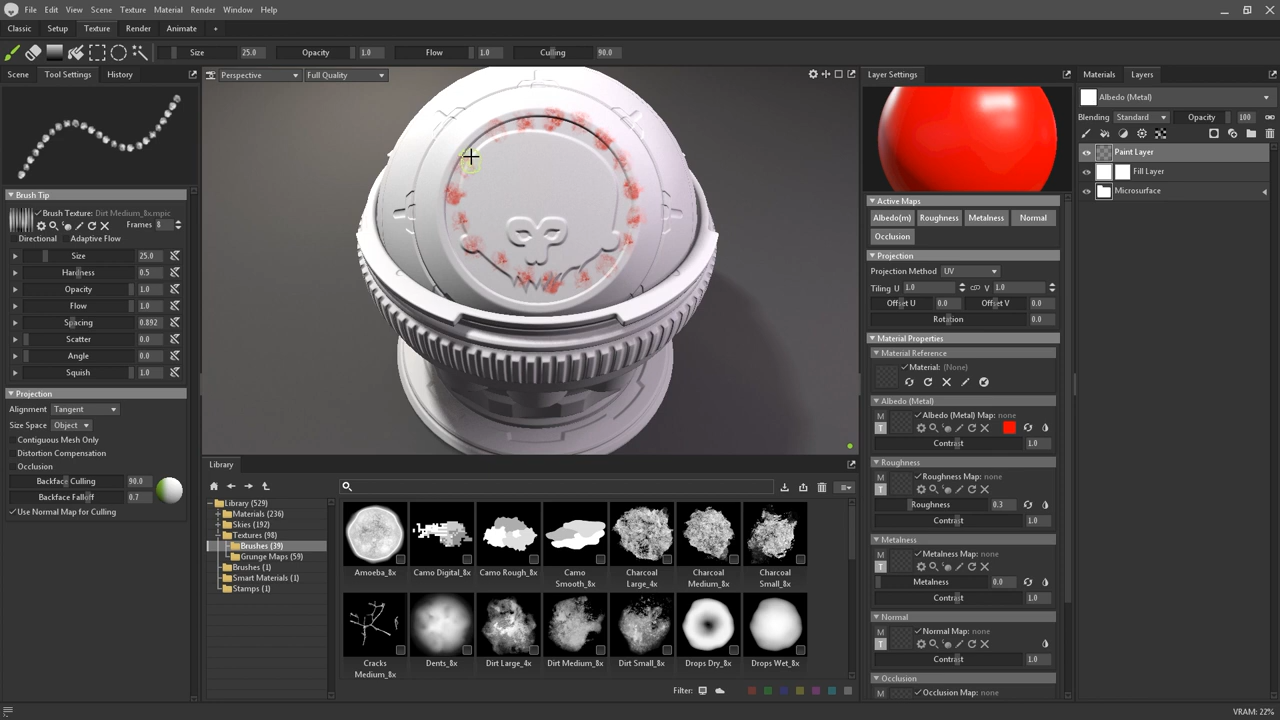 File Edit View Scene Texture Material Render Window Help
Classic Setup Texture Render Animate +
Size 25.0 Opacity 1.0 Flow 1.0 Culling 90.0
Scene Tool Settings History
Perspective Full Quality
Layer Settings
Materials Layers
Albedo (Metal)
Blending Standard Opacity 100
Paint Layer
Fill Layer
Microsurface
Brush Tip
Brush Texture: Dirt Medium_8x.mpic
Frames 8
Directional Adaptive Flow
Size 25.0
Hardness 0.5
Opacity 1.0
Flow 1.0
Spacing 0.892
Scatter 0.0
Angle 0.0
Squish 1.0
Projection
Alignment Tangent
Size Space Object
Contiguous Mesh Only
Distortion Compensation
Occlusion
Backface Culling 90.0
Backface Falloff 0.7
Use Normal Map for Culling
Library
Library (529)
Materials (236)
Skies (192)
Textures (98)
Brushes (39)
Grunge Maps (59)
Brushes (1)
Smart Materials (1)
Stamps (1)
Amoeba_8x
Camo Digital_8x
Camo Rough_8x
Camo Smooth_8x
Charcoal Large_4x
Charcoal Medium_8x
Charcoal Small_8x
Cracks Medium_8x
Dents_8x
Dirt Large_4x
Dirt Medium_8x
Dirt Small_8x
Drops Dry_8x
Drops Wet_8x
Filter:
Active Maps
Albedo(m) Roughness Metalness Normal
Occlusion
Projection
Projection Method UV
Tiling U 1.0 V 1.0
Offset U 0.0 Offset V 0.0
Rotation 0.0
Material Properties
Material Reference
Material: (None)
Albedo (Metal)
M Albedo (Metal) Map: none
T
Contrast 1.0
Roughness
M Roughness Map: none
T
Roughness 0.3
Contrast 1.0
Metalness
M Metalness Map: none
T
Metalness 0.0
Contrast 1.0
Normal
M Normal Map: none
T
Contrast 1.0
Occlusion
M Occlusion Map: none
VRAM: 22%